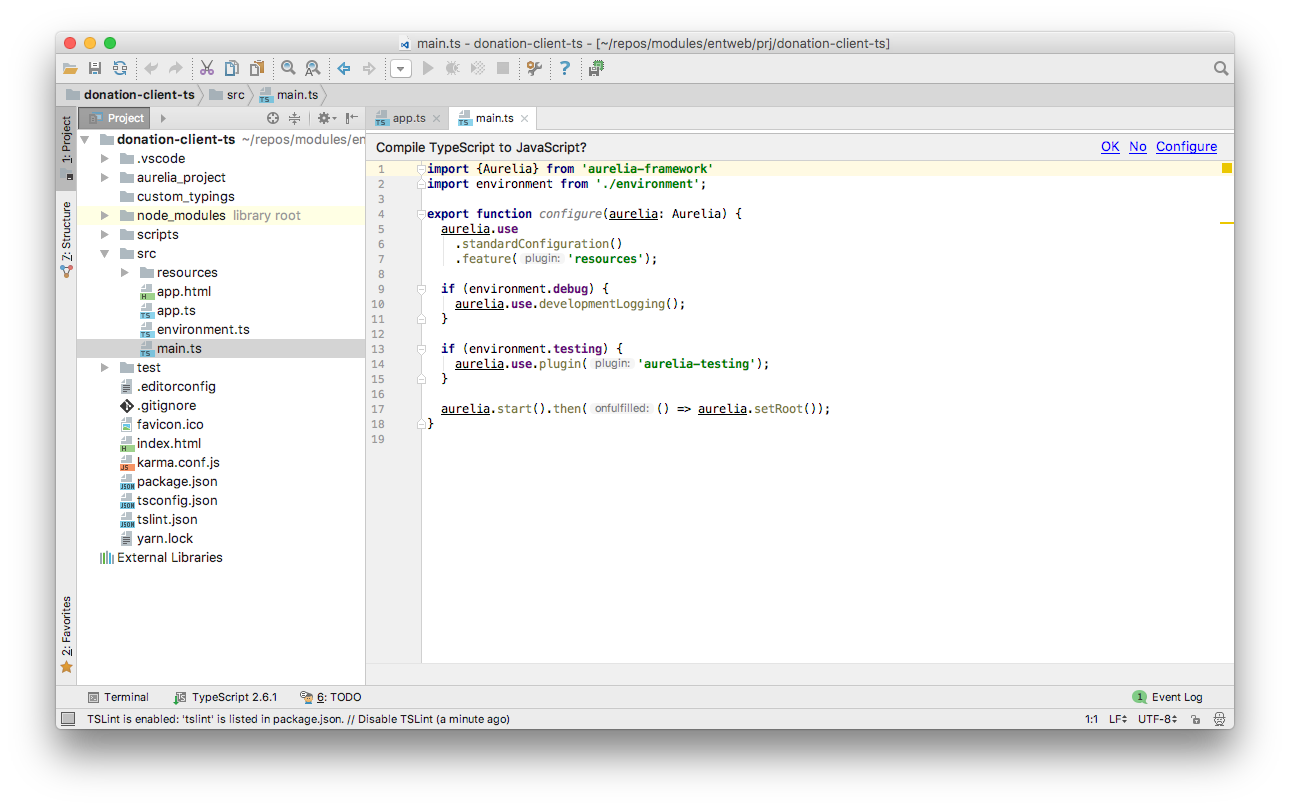 main.ts - donation-client-ts - [~/repos/modules/entweb/prj/donation-client-ts]
donation-client-ts src main.ts
1: Project
Z: Structure
2: Favorites
Project
donation-client-ts ~/repos/modules/en
.vscode
aurelia_project
custom_typings
node_modules library root
scripts
src
resources
app.html
app.ts
environment.ts
main.ts
test
.editorconfig
.gitignore
favicon.ico
index.html
karma.conf.js
package.json
tsconfig.json
tslint.json
yarn.lock
External Libraries
app.ts main.ts
Compile TypeScript to JavaScript? OK No Configure
1 import {Aurelia} from 'aurelia-framework'
2 import environment from './environment';
3
4 export function configure(aurelia: Aurelia) {
5 aurelia.use
6 .standardConfiguration()
7 .feature( plugin: 'resources');
8
9 if (environment.debug) {
10 aurelia.use.developmentLogging();
11 }
12
13 if (environment.testing) {
14 aurelia.use.plugin( plugin: 'aurelia-testing');
15 }
16
17 aurelia.start().then( onfulfilled: () => aurelia.setRoot());
18 }
19
Terminal TypeScript 2.6.1 6: TODO 1 Event Log
TSLint is enabled: 'tslint' is listed in package.json. // Disable TSLint (a minute ago) 1:1 LF UTF-8